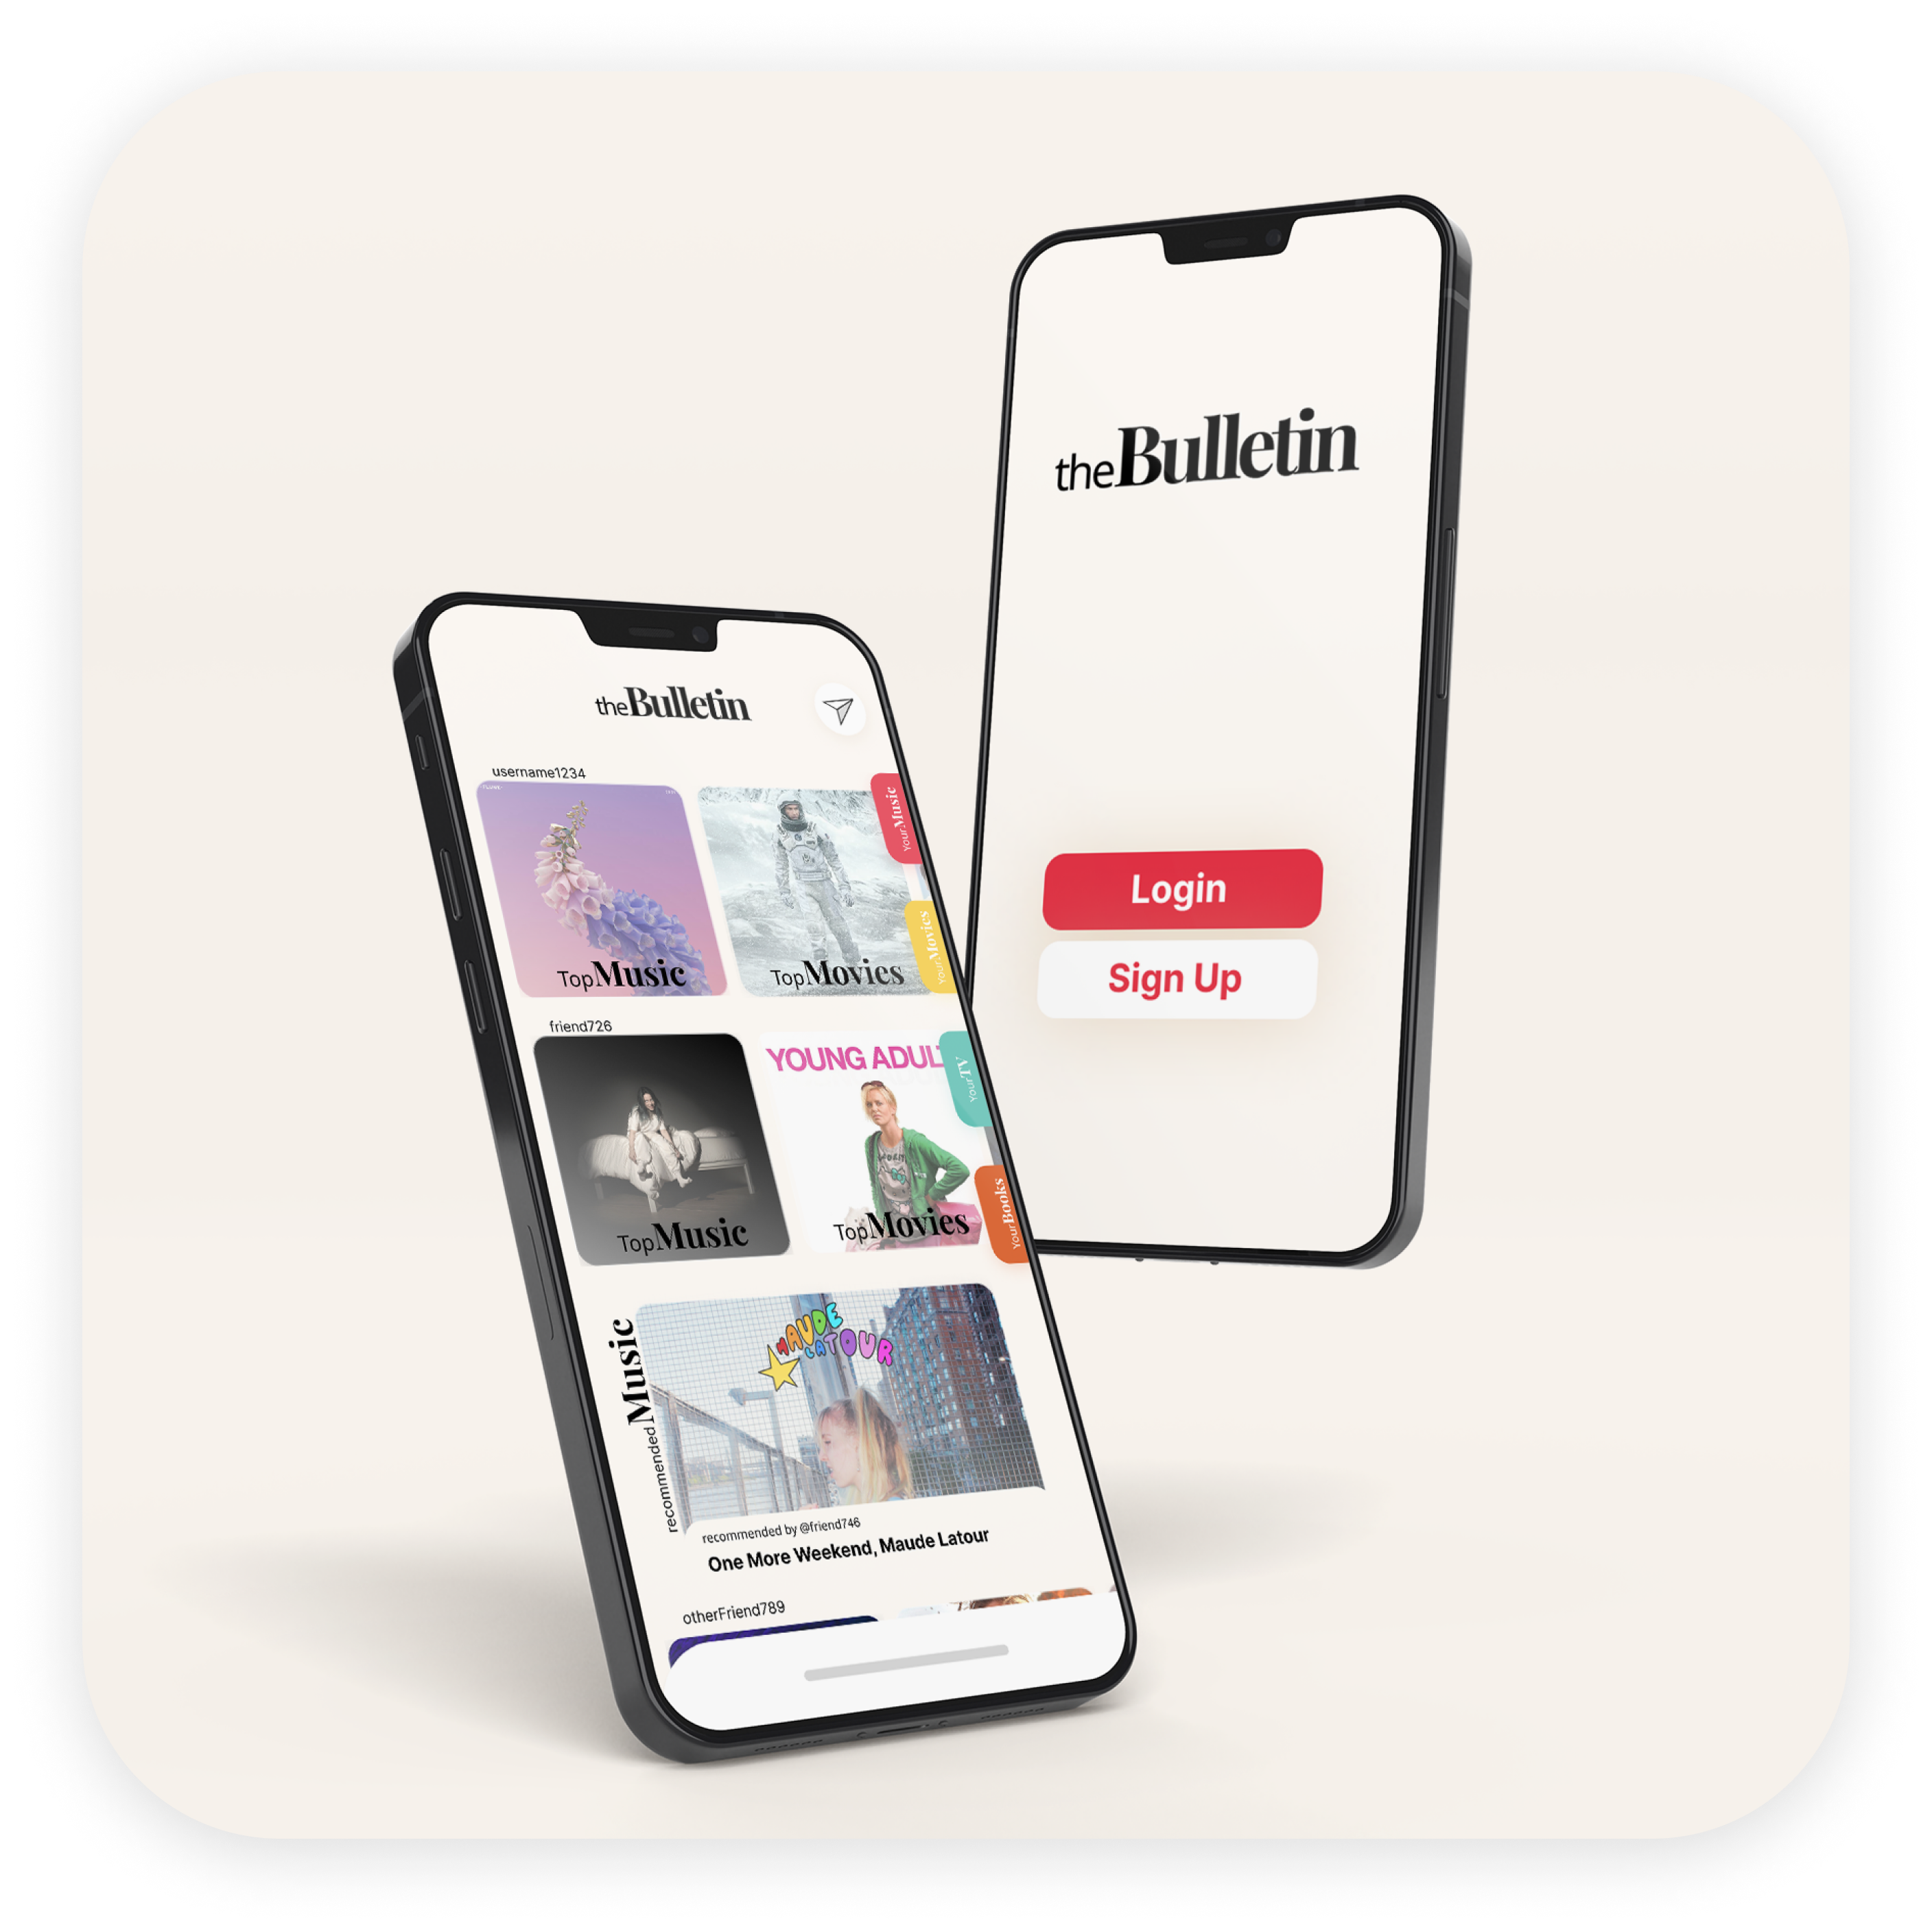 theBulletin
Login
Sign Up
theBulletin
username1234
TopMusic
TopMovies
YourMusic
YourMovies
friend726
YOUNG ADUL
TopMusic
TopMovies
YourTV
YourBooks
recommendedMusic
MAUDE
LATOUR
recommended by @friend746
One More Weekend, Maude Latour
otherFriend789